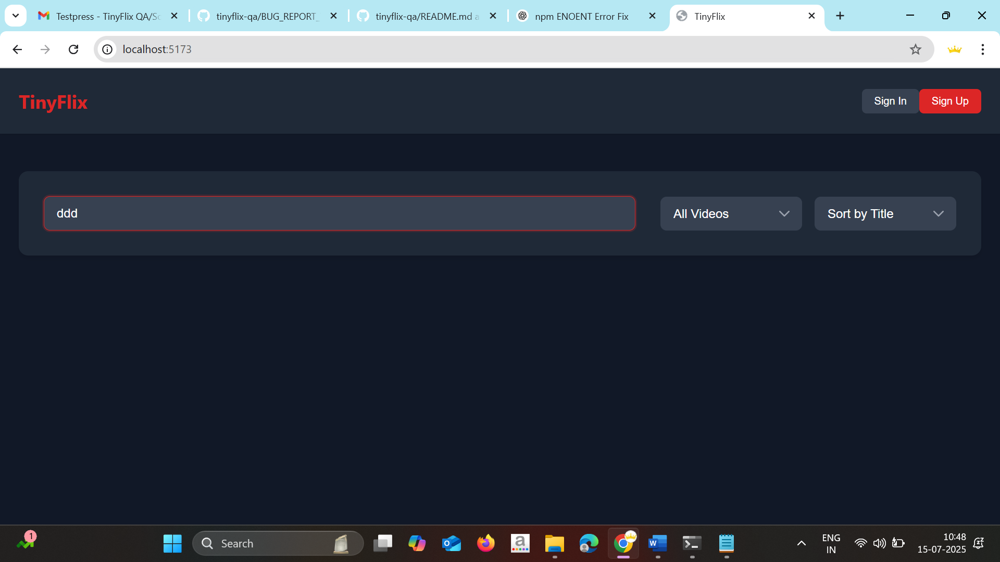 Testpress - TinyFlix QA/Sc
tinyflix-qa/BUG_REPORT_
tinyflix-qa/README.md a
npm ENOENT Error Fix
TinyFlix
localhost:5173
TinyFlix
Sign In
Sign Up
ddd
All Videos
Sort by Title
1
Search
ENG
IN
10:48
15-07-2025